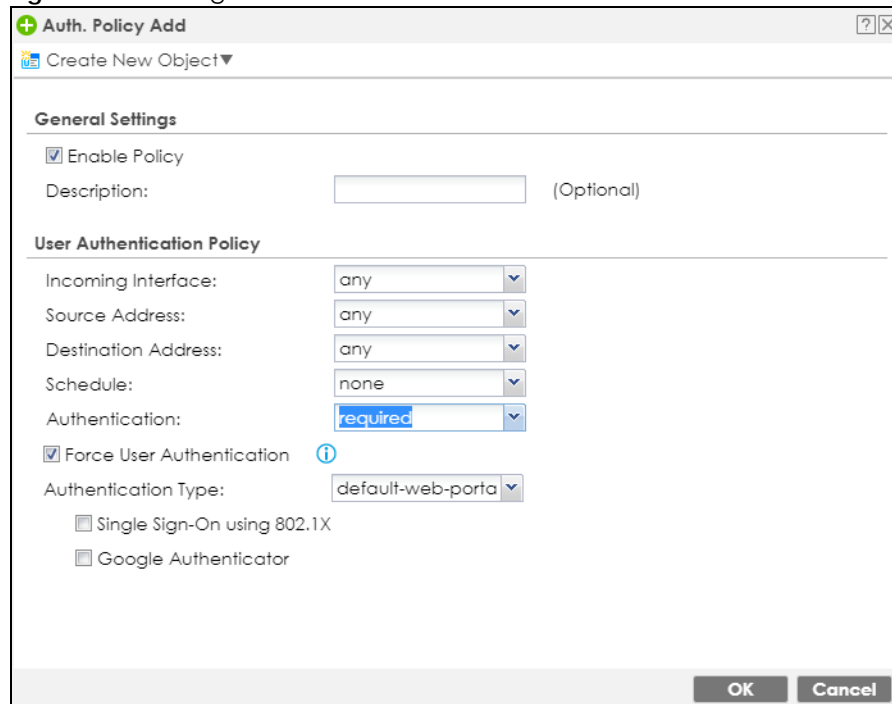 Auth. Policy Add
Create New Object
General Settings
Enable Policy
Description: (Optional)
User Authentication Policy
Incoming Interface: any
Source Address: any
Destination Address: any
Schedule: none
Authentication: required
Force User Authentication
Authentication Type: default-web-porta
Single Sign-On using 802.1X
Google Authenticator
OK Cancel